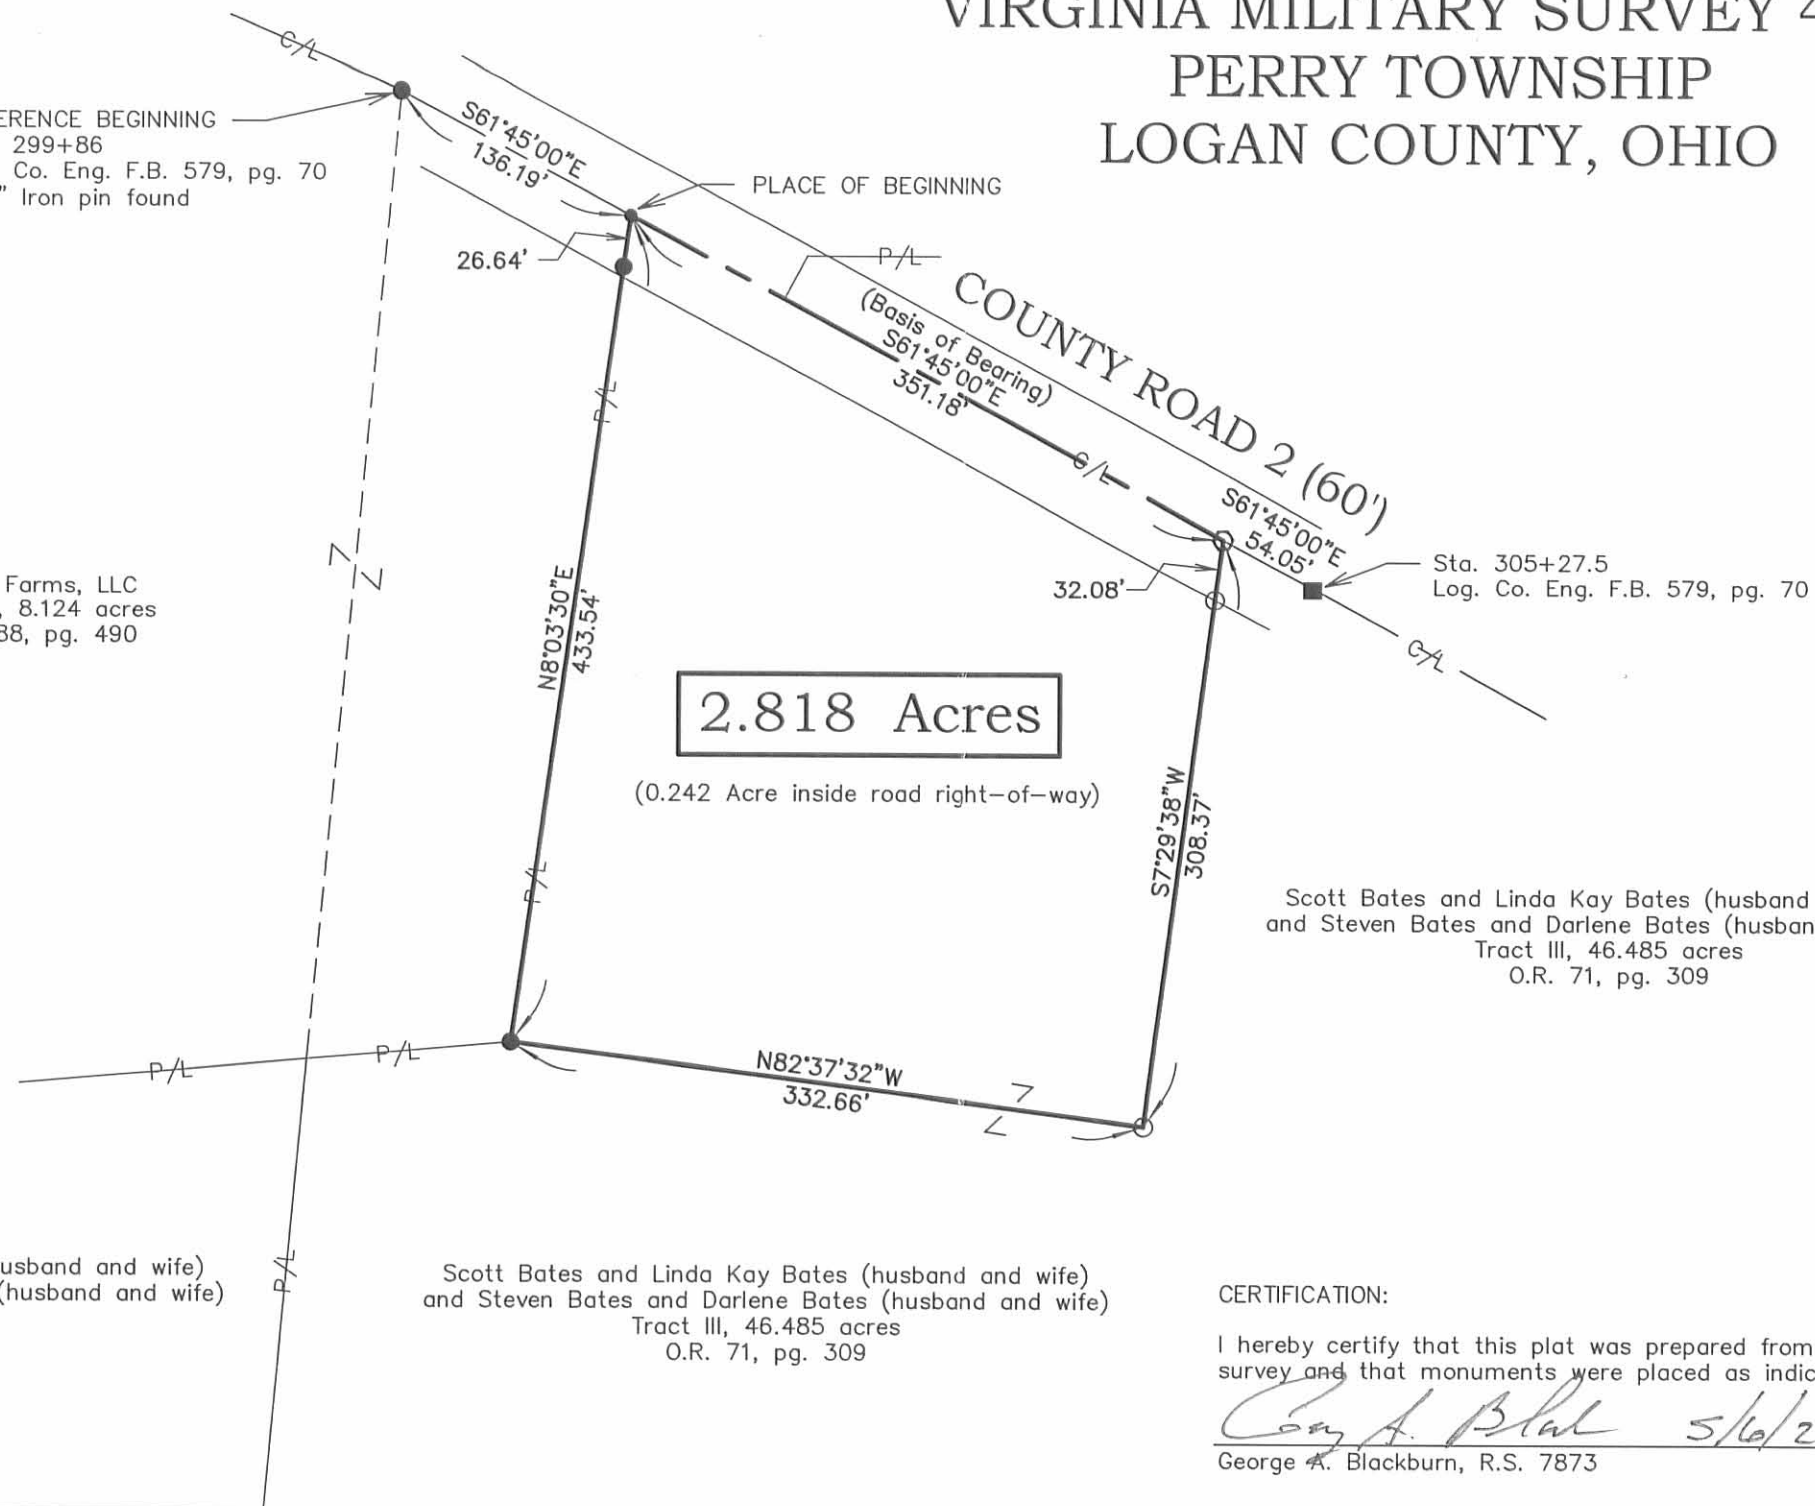 VIRGINIA MILITARY SURVEY
PERRY TOWNSHIP
LOGAN COUNTY, OHIO
C/L
ERENCE BEGINNING
299+86
Co. Eng. F.B. 579, pg. 70
" Iron pin found
S61°45'00"E
136.19'
PLACE OF BEGINNING
26.64'
P/L
COUNTY ROAD 2 (60')
(Basis of Bearing)
S61°45'00"E
351.18'
P/L
C/L
S61°45'00"E
54.05'
Sta. 305+27.5
Log. Co. Eng. F.B. 579, pg. 70
32.08'
C/L
Farms, LLC
, 8.124 acres
88, pg. 490
N8°03'30"E
433.54'
2.818 Acres
(0.242 Acre inside road right-of-way)
S7°29'38"W
308.37'
P/L
Scott Bates and Linda Kay Bates (husband
and Steven Bates and Darlene Bates (husban
Tract III, 46.485 acres
O.R. 71, pg. 309
P/L
P/L
N82°37'32"W
332.66'
P/L
usband and wife)
(husband and wife)
Scott Bates and Linda Kay Bates (husband and wife)
and Steven Bates and Darlene Bates (husband and wife)
Tract III, 46.485 acres
O.R. 71, pg. 309
CERTIFICATION:
I hereby certify that this plat was prepared from
survey and that monuments were placed as indic
5/6/2
George A. Blackburn, R.S. 7873